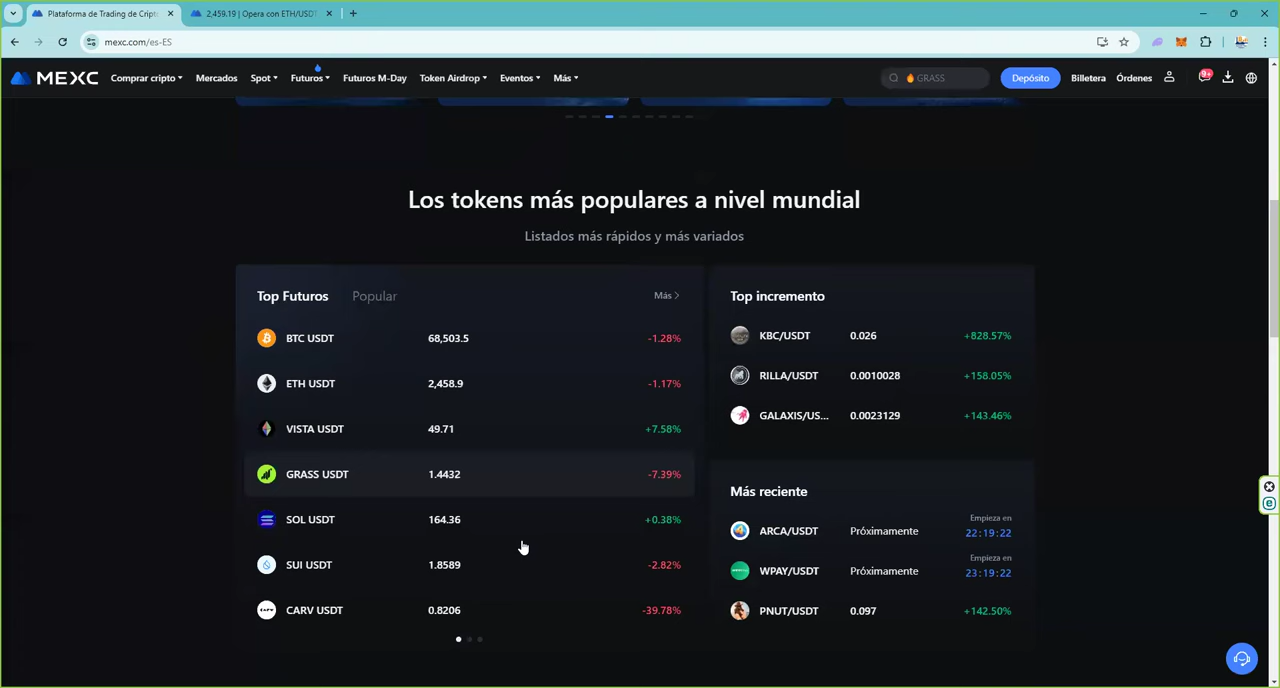 Plataforma de Trading de Cript
2,459.19 | Opera con ETH/USDT
mexc.com/es-ES
MEXC
Comprar cripto
Mercados
Spot
Futuros
Futuros M-Day
Token Airdrop
Eventos
Más
GRASS
Depósito
Billetera
Órdenes
9+
Los tokens más populares a nivel mundial
Listados más rápidos y más variados
Top Futuros
Popular
Más >
BTC USDT 68,503.5 -1.28%
ETH USDT 2,458.9 -1.17%
VISTA USDT 49.71 +7.58%
GRASS USDT 1.4432 -7.39%
SOL USDT 164.36 +0.38%
SUI USDT 1.8589 -2.82%
CARV USDT 0.8206 -39.78%
Top incremento
KBC/USDT 0.026 +828.57%
RILLA/USDT 0.0010028 +158.05%
GALAXIS/US... 0.0023129 +143.46%
Más reciente
Empieza en
ARCA/USDT Próximamente 22:19:22
Empieza en
WPAY/USDT Próximamente 23:19:22
PNUT/USDT 0.097 +142.50%